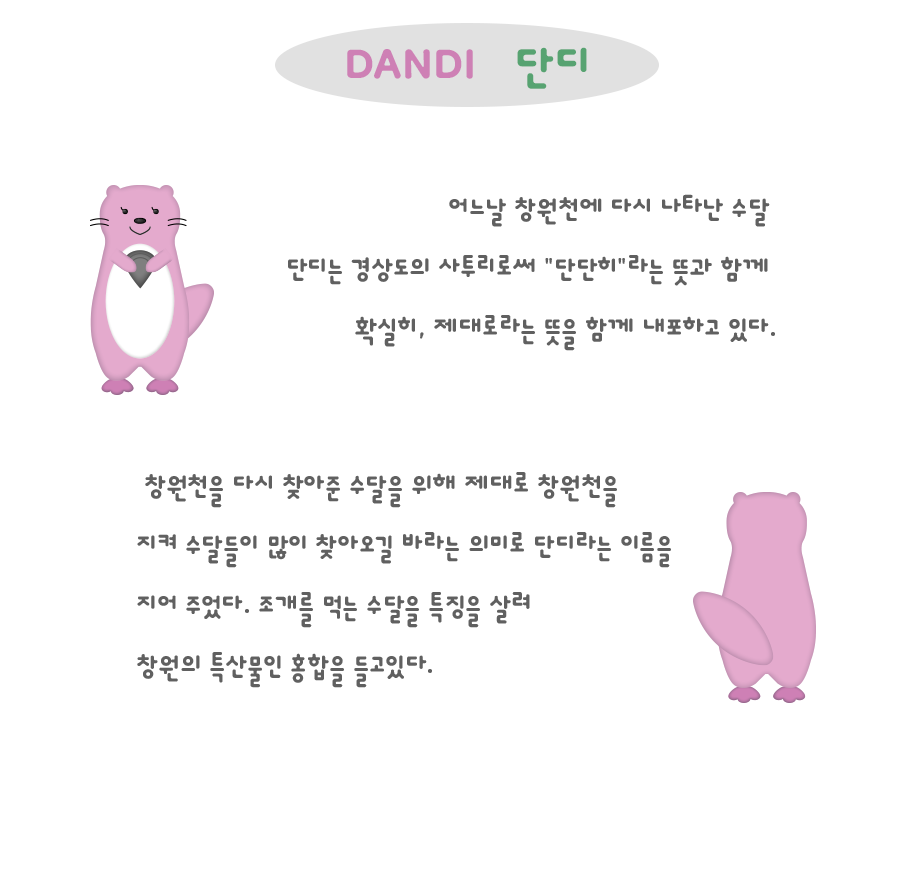 DANDI 단디
어느날 창원천에 다시 나타난 수달
단디는 경상도의 사투리로써 "단단히"라는 뜻과 함께
확실히, 제대로라는 뜻을 함께 내포하고 있다.
창원천을 다시 찾아준 수달을 위해 제대로 창원천을
지켜 수달들이 많이 찾아오길 바라는 의미로 단디라는 이름을
지어 주었다. 조개를 먹는 수달을 특징을 살려
창원의 특산물인 홍합을 들고있다.